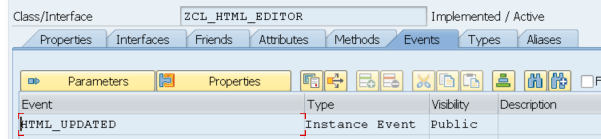 Class/Interface ZCL_HTML_EDITOR Implemented / Active
Properties Interfaces Friends Attributes Methods Events Types Aliases
Parameters Properties F
Event Type Visibility Description
HTML_UPDATED Instance Event Public